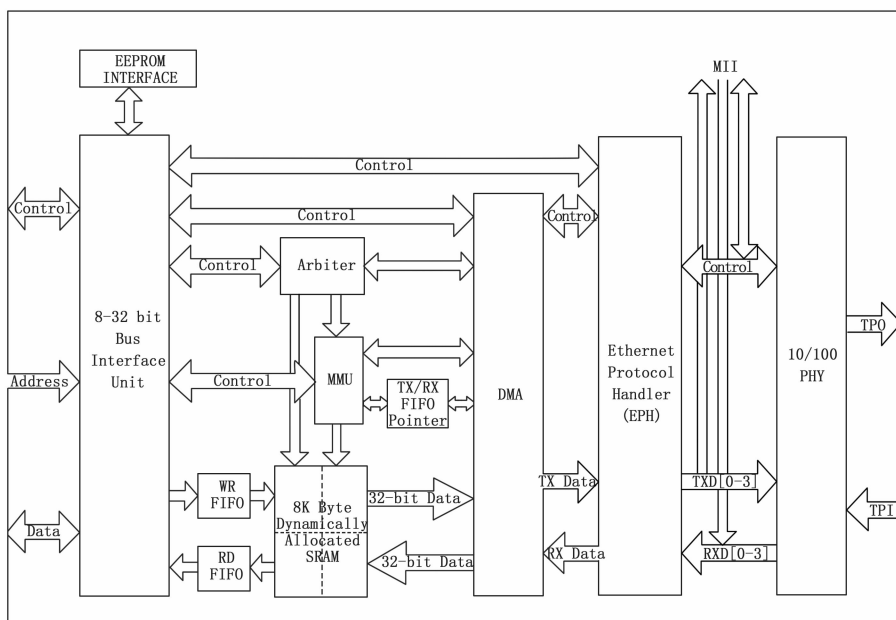 EEPROM
INTERFACE
MII
Control
Control
Control
Control
Control
Control
Arbiter
Control
8-32 bit
Bus
Interface
Unit
Address
Control
MMU
TX/RX
FIFO
Pointer
DMA
Ethernet
Protocol
Handler
(EPH)
10/100
PHY
TPO
TPI
WR
FIFO
RD
FIFO
8K Byte
Dynamically
Allocated
SRAM
32-bit Data
32-bit Data
TX Data
RX Data
TXD[0-3]
RXD[0-3]
Data